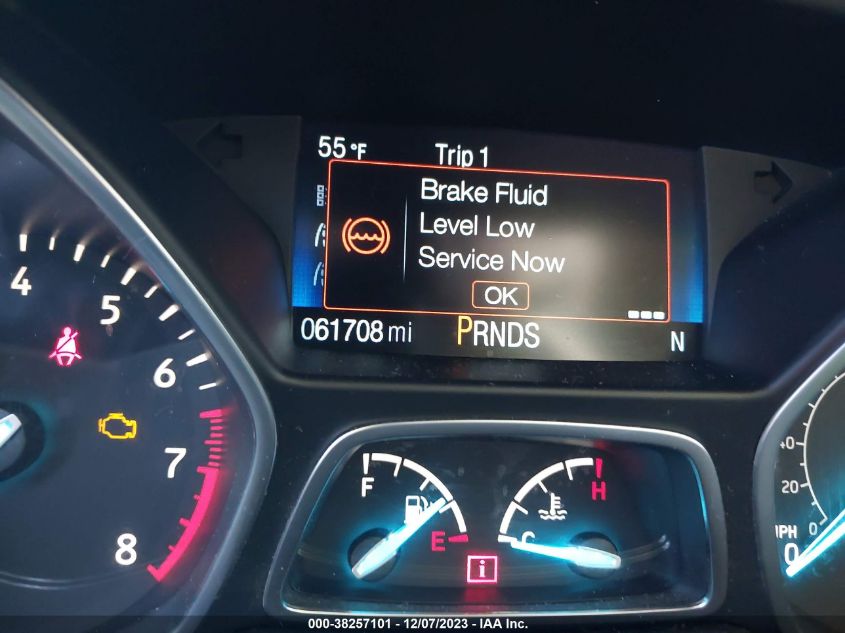 55°F Trip 1
Brake Fluid
Level Low
Service Now
OK
061708 mi PRNDS N
4
5
6
7
8
F
E
C
H
i
20
0
0
000-38257101 - 12/07/2023 - IAA Inc.